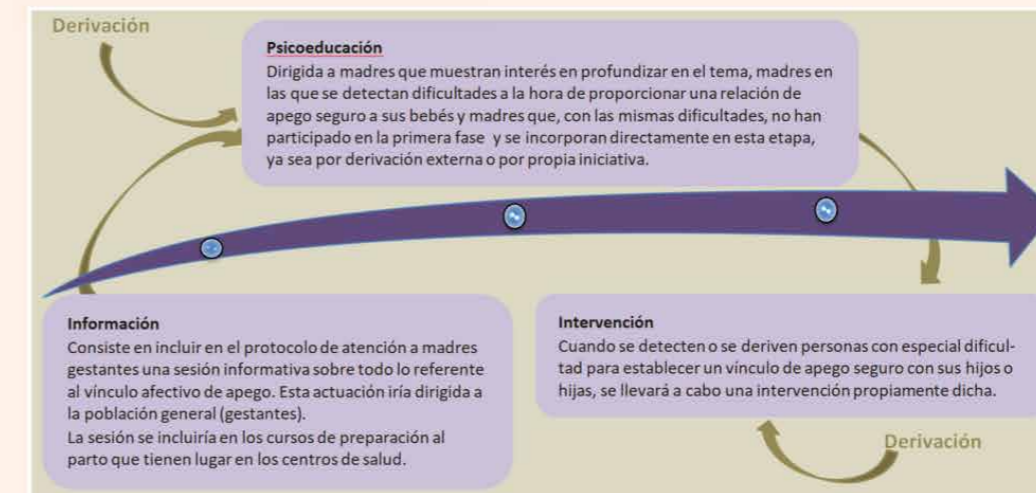 Derivación
Psicoeducación
Dirigida a madres que muestran interés en profundizar en el tema, madres en
las que se detectan dificultades a la hora de proporcionar una relación de
apego seguro a sus bebés y madres que, con las mismas dificultades, no han
participado en la primera fase y se incorporan directamente en esta etapa,
ya sea por derivación externa o por propia iniciativa.
Información
Consiste en incluir en el protocolo de atención a madres
gestantes una sesión informativa sobre todo lo referente
al vínculo afectivo de apego. Esta actuación iría dirigida a
la población general (gestantes).
La sesión se incluiría en los cursos de preparación al
parto que tienen lugar en los centros de salud.
Intervención
Cuando se detecten o se deriven personas con especial dificul-
tad para establecer un vínculo de apego seguro con sus hijos o
hijas, se llevará a cabo una intervención propiamente dicha.
Derivación